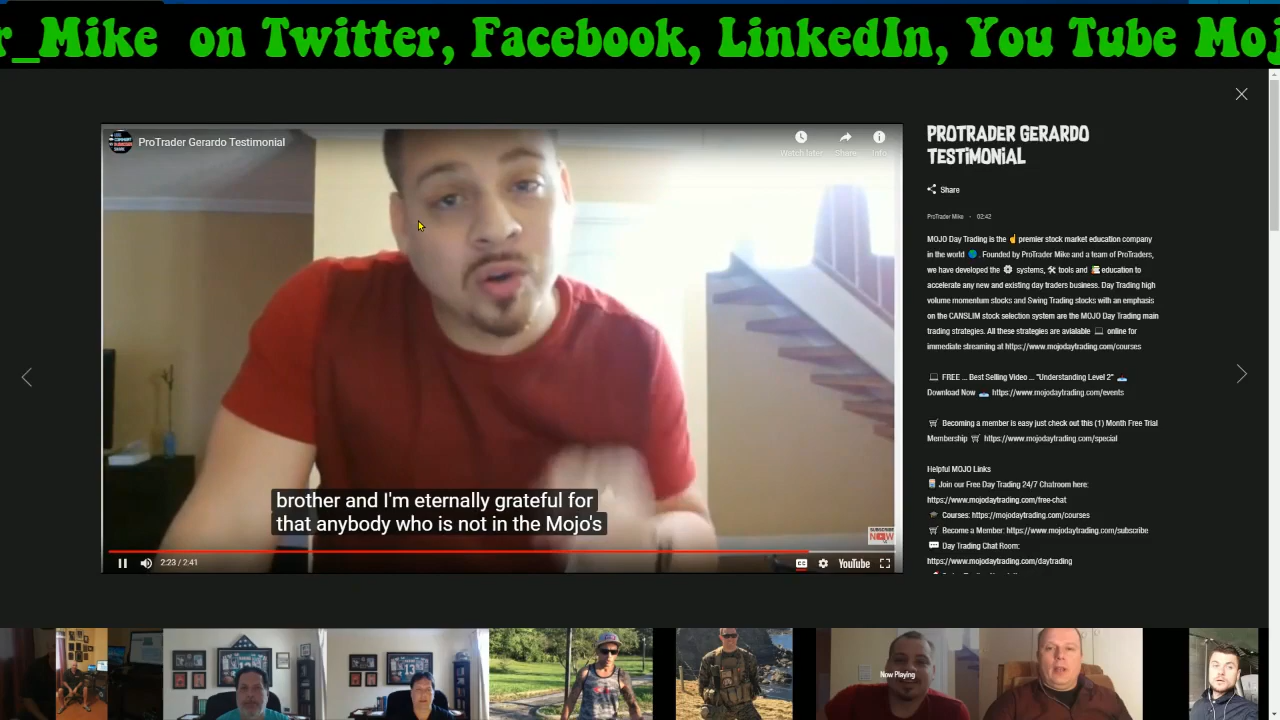 r_Mike on Twitter, Facebook, LinkedIn, You Tube Moj
ProTrader Gerardo Testimonial
Watch later Share Info
brother and I'm eternally grateful for
that anybody who is not in the Mojo's
SUBSCRIBE
NOW
2:23 / 2:41
CC
YouTube
PROTRADER GERARDO
TESTIMONIAL
Share
ProTrader Mike • 02:42
MOJO Day Trading is the ☝ premier stock market education company
in the world 🌎 . Founded by ProTrader Mike and a team of ProTraders,
we have developed the ⚙ systems, 🛠 tools and 📚 education to
accelerate any new and existing day traders business. Day Trading high
volume momentum stocks and Swing Trading stocks with an emphasis
on the CANSLIM stock selection system are the MOJO Day Trading main
trading strategies. All these strategies are avialable 💻 online for
immediate streaming at https://www.mojodaytrading.com/courses
💻 FREE ... Best Selling Video ... "Understanding Level 2"
Download Now https://www.mojodaytrading.com/events
🛒 Becoming a member is easy just check out this (1) Month Free Trial
Membership 🛒 https://www.mojodaytrading.com/special
Helpful MOJO Links
Join our Free Day Trading 24/7 Chatroom here:
https://www.mojodaytrading.com/free-chat
🎓 Courses: https://mojodaytrading.com/courses
🛒 Become a Member: https://www.mojodaytrading.com/subscribe
💬 Day Trading Chat Room:
https://www.mojodaytrading.com/daytrading
Now Playing